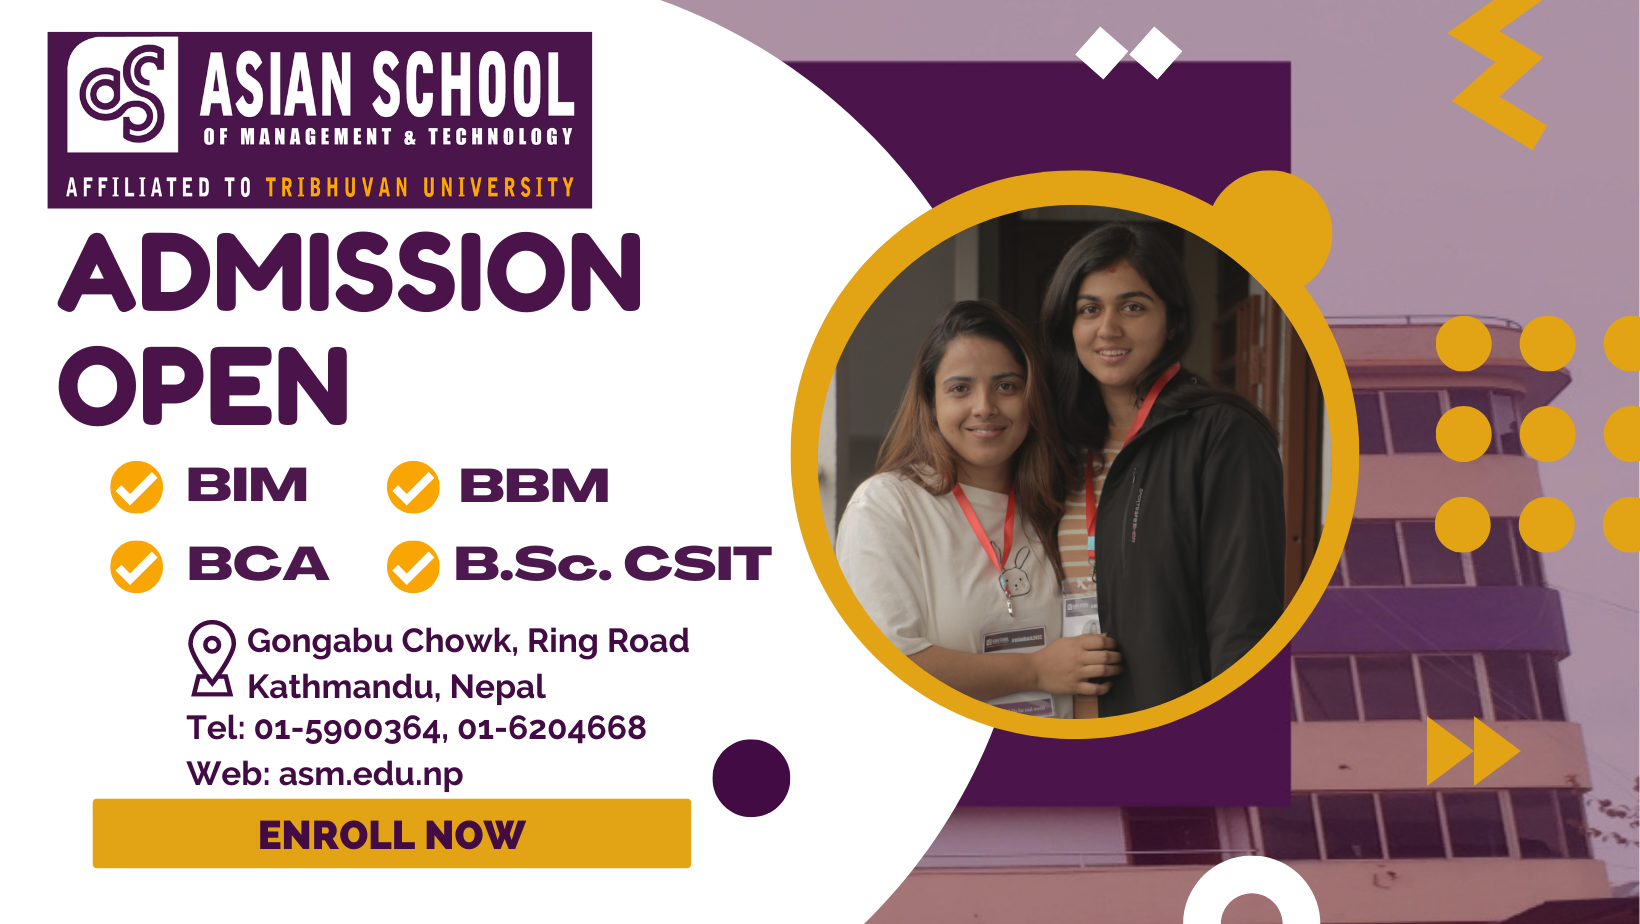 ASIAN SCHOOL
OF MANAGEMENT & TECHNOLOGY
AFFILIATED TO TRIBHUVAN UNIVERSITY
ADMISSION
OPEN
BIM
BBM
BCA
B.Sc. CSIT
Gongabu Chowk, Ring Road
Kathmandu, Nepal
Tel: 01-5900364, 01-6204668
Web: asm.edu.np
ENROLL NOW